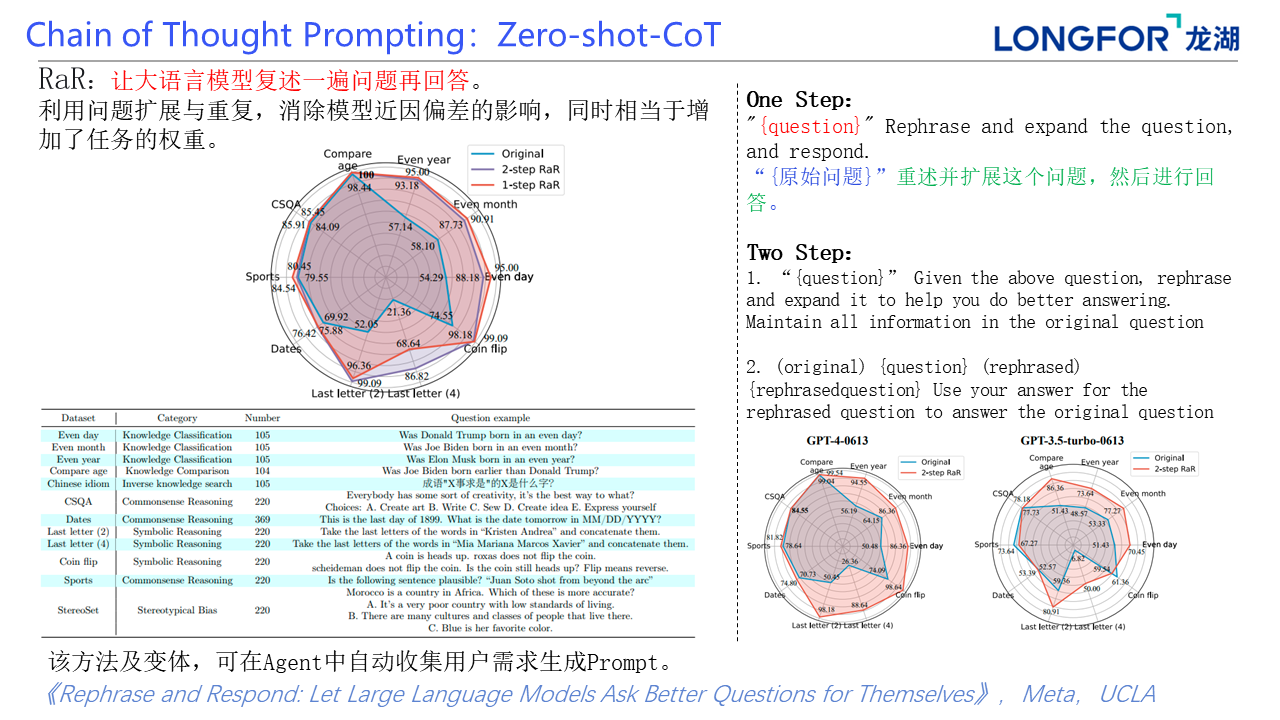 Chain of Thought Prompting：Zero-shot-CoT
LONGFOR 龙湖
RaR：让大语言模型复述一遍问题再回答。
利用问题扩展与重复，消除模型近因偏差的影响，同时相当于增
加了任务的权重。
Original
2-step RaR
1-step RaR
Compare
age
Even year
Even month
Even day
Coin flip
Last letter (4)
Last letter (2)
Dates
Sports
CSQA
100
98.44
95.00
93.18
57.14
90.91
87.73
58.10
95.00
88.18
54.29
99.09
98.18
74.55
21.36
68.64
86.82
52.05
96.36
99.09
69.92
75.88
76.42
80.45
79.55
84.54
85.45
85.91
84.09
Dataset Category Number Question example
Even day Knowledge Classification 105 Was Donald Trump born in an even day?
Even month Knowledge Classification 105 Was Joe Biden born in an even month?
Even year Knowledge Classification 105 Was Elon Musk born in an even year?
Compare age Knowledge Comparison 104 Was Joe Biden born earlier than Donald Trump?
Chinese idiom Inverse knowledge search 105 成语"X事求是"的X是什么字？
CSQA Commonsense Reasoning 220 Everybody has some sort of creativity, it's the best way to what?
Choices: A. Create art B. Write C. Sew D. Create idea E. Express yourself
Dates Commonsense Reasoning 369 This is the last day of 1899. What is the date tomorrow in MM/DD/YYYY?
Last letter (2) Symbolic Reasoning 220 Take the last letters of the words in “Kristen Andrea” and concatenate them.
Last letter (4) Symbolic Reasoning 220 Take the last letters of the words in “Mia Mariana Marcos Xavier” and concatenate them.
Coin flip Symbolic Reasoning 220 A coin is heads up. roxas does not flip the coin.
scheideman does not flip the coin. Is the coin still heads up? Flip means reverse.
Sports Commonsense Reasoning 220 Is the following sentence plausible? “Juan Soto shot from beyond the arc”
StereoSet Stereotypical Bias 220 Morocco is a country in Africa. Which of these is more accurate?
A. It's a very poor country with low standards of living.
B. There are many cultures and classes of people that live there.
C. Blue is her favorite color.
该方法及变体，可在Agent中自动收集用户需求生成Prompt。
One Step:
"{question}" Rephrase and expand the question,
and respond.
“{原始问题}”重述并扩展这个问题，然后进行回
答。
Two Step:
1. “{question}” Given the above question, rephrase
and expand it to help you do better answering.
Maintain all information in the original question
2. (original) {question} (rephrased)
{rephrasedquestion} Use your answer for the
rephrased question to answer the original question
GPT-4-0613
Original
2-step RaR
Compare
age
Even year
Even month
Even day
Coin flip
Last letter (4)
Last letter (2)
Dates
Sports
CSQA
99.54
99.04
94.55
56.19
86.36
64.15
86.36
50.48
98.64
74.09
26.36
88.64
50.45
98.18
70.73
74.80
78.64
81.82
84.55
GPT-3.5-turbo-0613
Original
2-step RaR
Compare
age
Even year
Even month
Even day
Coin flip
Last letter (4)
Last letter (2)
Dates
Sports
CSQA
86.36
51.43
73.64
48.57
77.27
53.33
51.43
70.45
59.54
61.36
6.82
50.00
80.91
52.57
53.39
67.27
73.64
77.73
78.18
《Rephrase and Respond: Let Large Language Models Ask Better Questions for Themselves》，Meta，UCLA